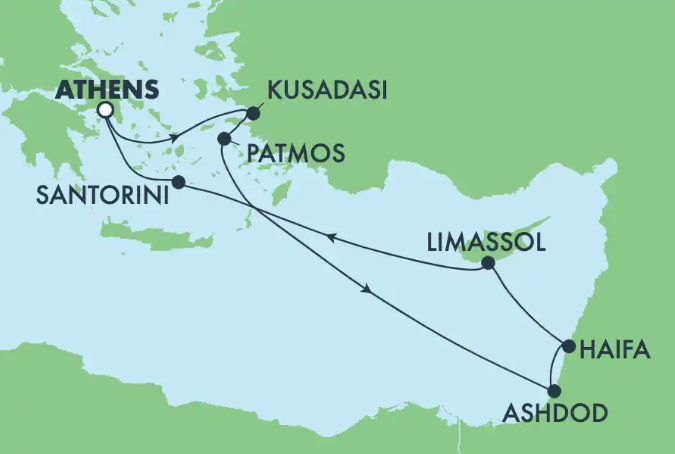 ATHENS
KUSADASI
PATMOS
SANTORINI
LIMASSOL
HAIFA
ASHDOD